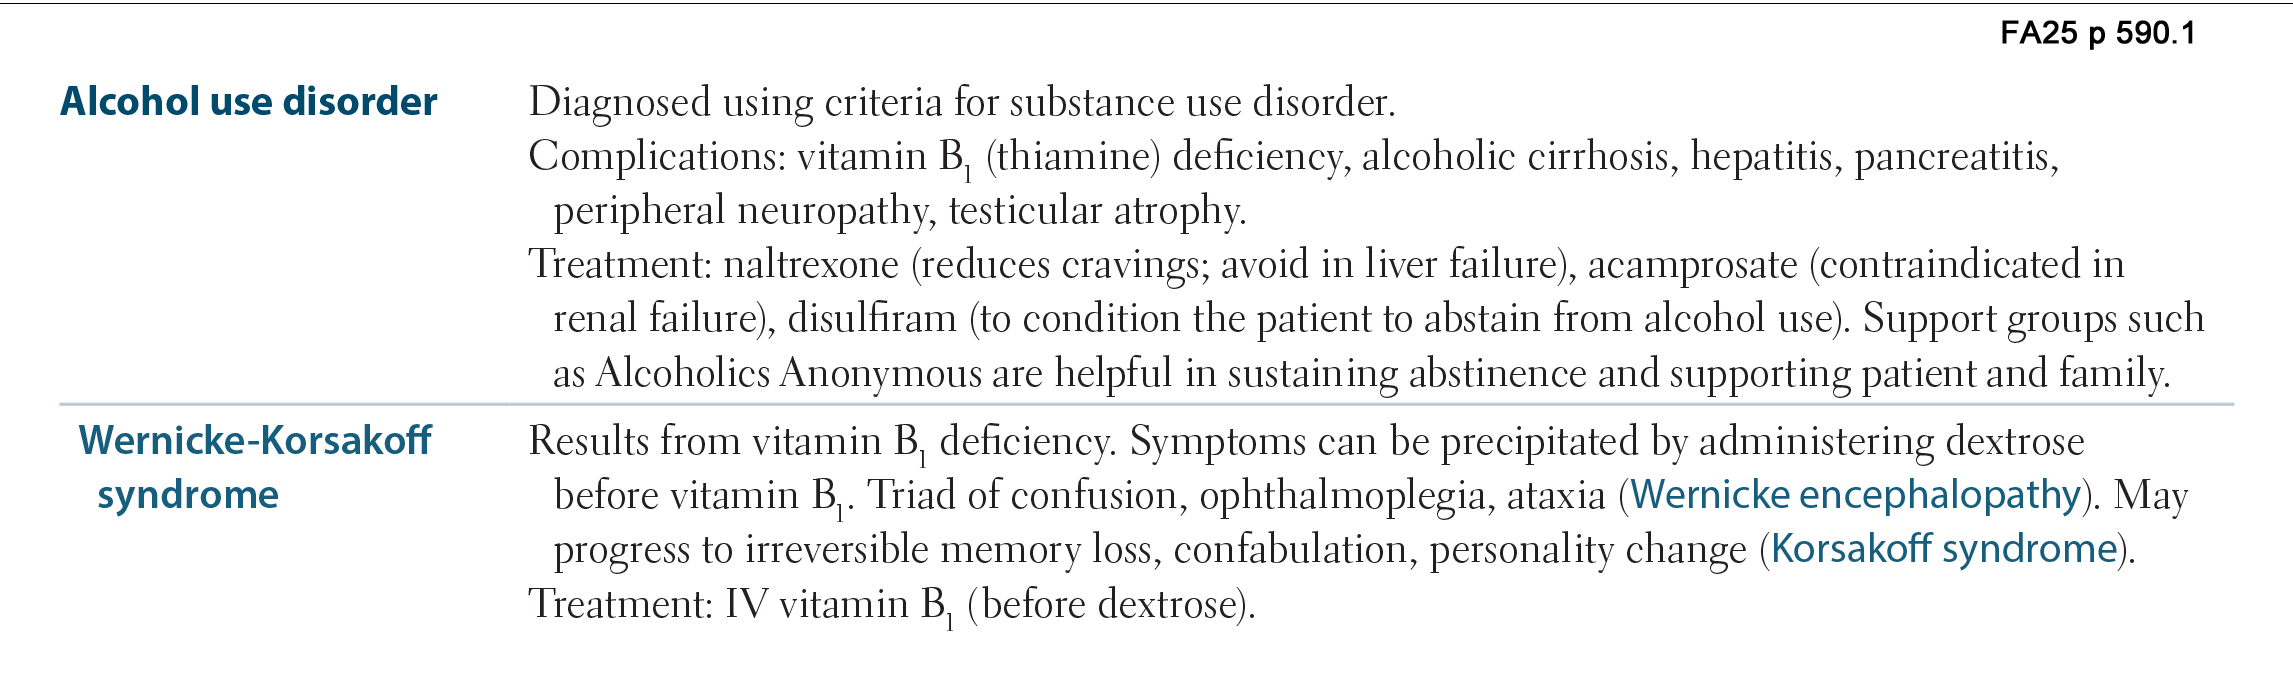 FA25 p 590.1
Alcohol use disorder
Diagnosed using criteria for substance use disorder.
Complications: vitamin B1 (thiamine) deficiency, alcoholic cirrhosis, hepatitis, pancreatitis,
peripheral neuropathy, testicular atrophy.
Treatment: naltrexone (reduces cravings; avoid in liver failure), acamprosate (contraindicated in
renal failure), disulfiram (to condition the patient to abstain from alcohol use). Support groups such
as Alcoholics Anonymous are helpful in sustaining abstinence and supporting patient and family.
Wernicke-Korsakoff
syndrome
Results from vitamin B1 deficiency. Symptoms can be precipitated by administering dextrose
before vitamin B1. Triad of confusion, ophthalmoplegia, ataxia (Wernicke encephalopathy). May
progress to irreversible memory loss, confabulation, personality change (Korsakoff syndrome).
Treatment: IV vitamin B1 (before dextrose).